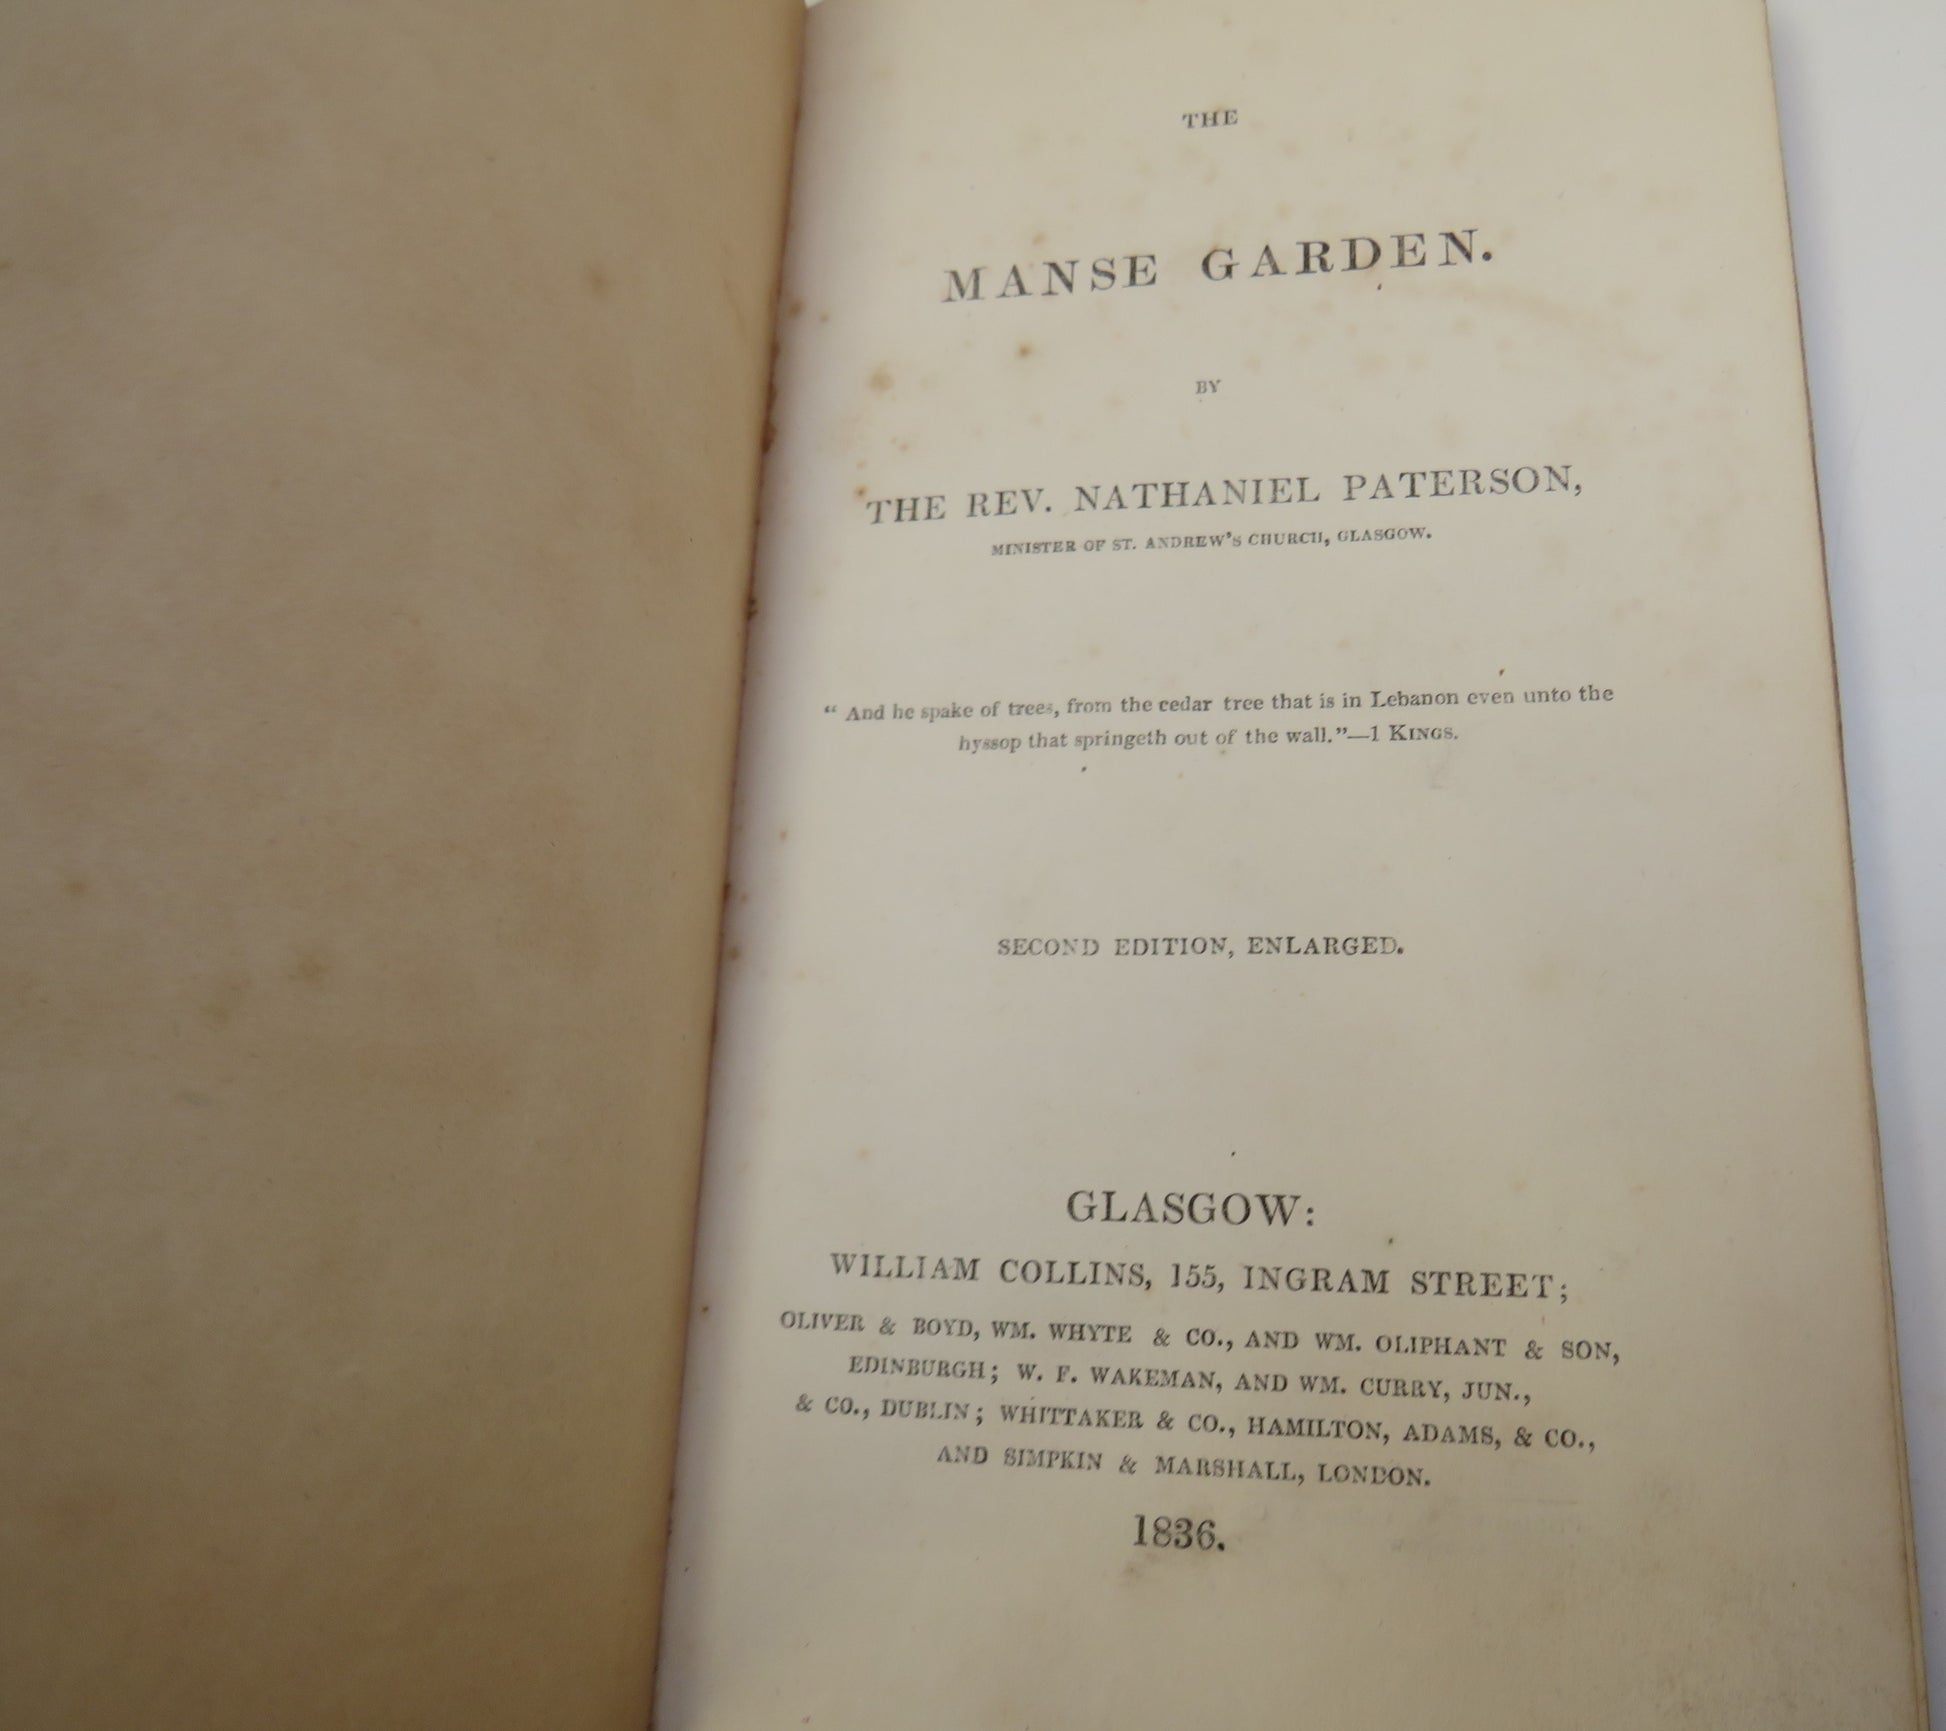 THE
MANSE GARDEN.
BY
THE REV. NATHANIEL PATERSON,
MINISTER OF ST. ANDREW'S CHURCH, GLASGOW.
“ And he spake of trees, from the cedar tree that is in Lebanon even unto the
hyssop that springeth out of the wall.”—1 KINGS.
SECOND EDITION, ENLARGED.
GLASGOW:
WILLIAM COLLINS, 155, INGRAM STREET;
OLIVER & BOYD, WM. WHYTE & CO., AND WM. OLIPHANT & SON,
EDINBURGH; W. F. WAKEMAN, AND WM. CURRY, JUN.,
& CO., DUBLIN; WHITTAKER & CO., HAMILTON, ADAMS, & CO.,
AND SIMPKIN & MARSHALL, LONDON.
1836.